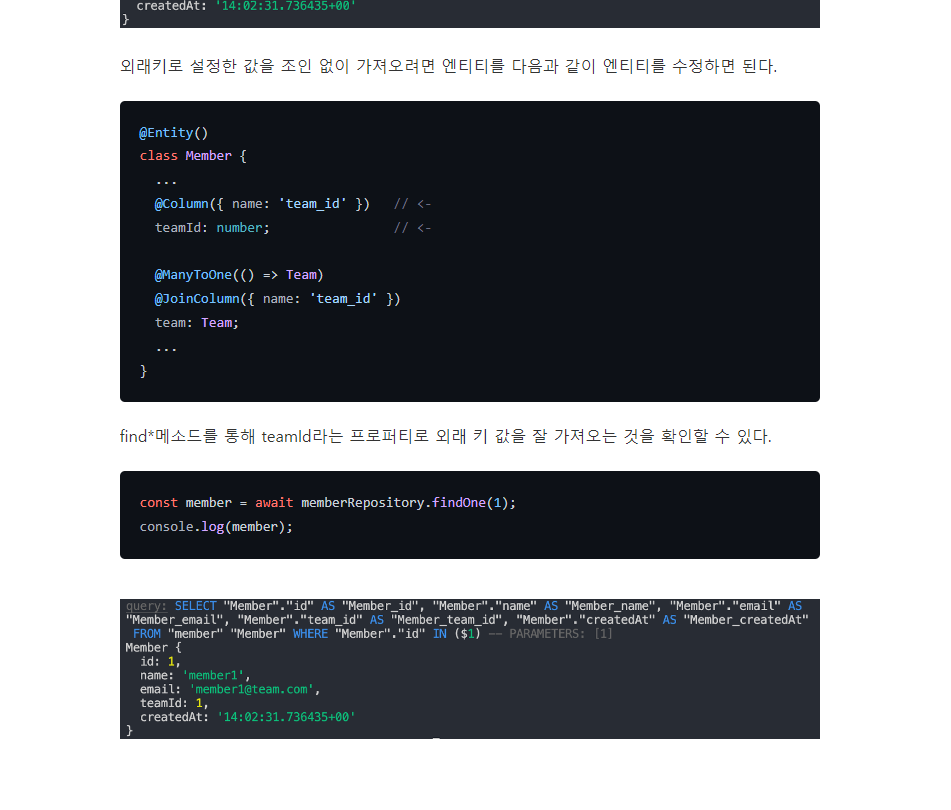 createdAt: '14:02:31.736435+00'
}
외래키로 설정한 값을 조인 없이 가져오려면 엔티티를 다음과 같이 엔티티를 수정하면 된다.
@Entity()
class Member {
...
@Column({ name: 'team_id' })   // <-
teamId: number;                // <-
@ManyToOne(() => Team)
@JoinColumn({ name: 'team_id' })
team: Team;
...
}
find*메소드를 통해 teamId라는 프로퍼티로 외래 키 값을 잘 가져오는 것을 확인할 수 있다.
const member = await memberRepository.findOne(1);
console.log(member);
query: SELECT "Member"."id" AS "Member_id", "Member"."name" AS "Member_name", "Member"."email" AS
"Member_email", "Member"."team_id" AS "Member_team_id", "Member"."createdAt" AS "Member_createdAt"
FROM "member" "Member" WHERE "Member"."id" IN ($1) -- PARAMETERS: [1]
Member {
id: 1,
name: 'member1',
email: 'member1@team.com',
teamId: 1,
createdAt: '14:02:31.736435+00'
}